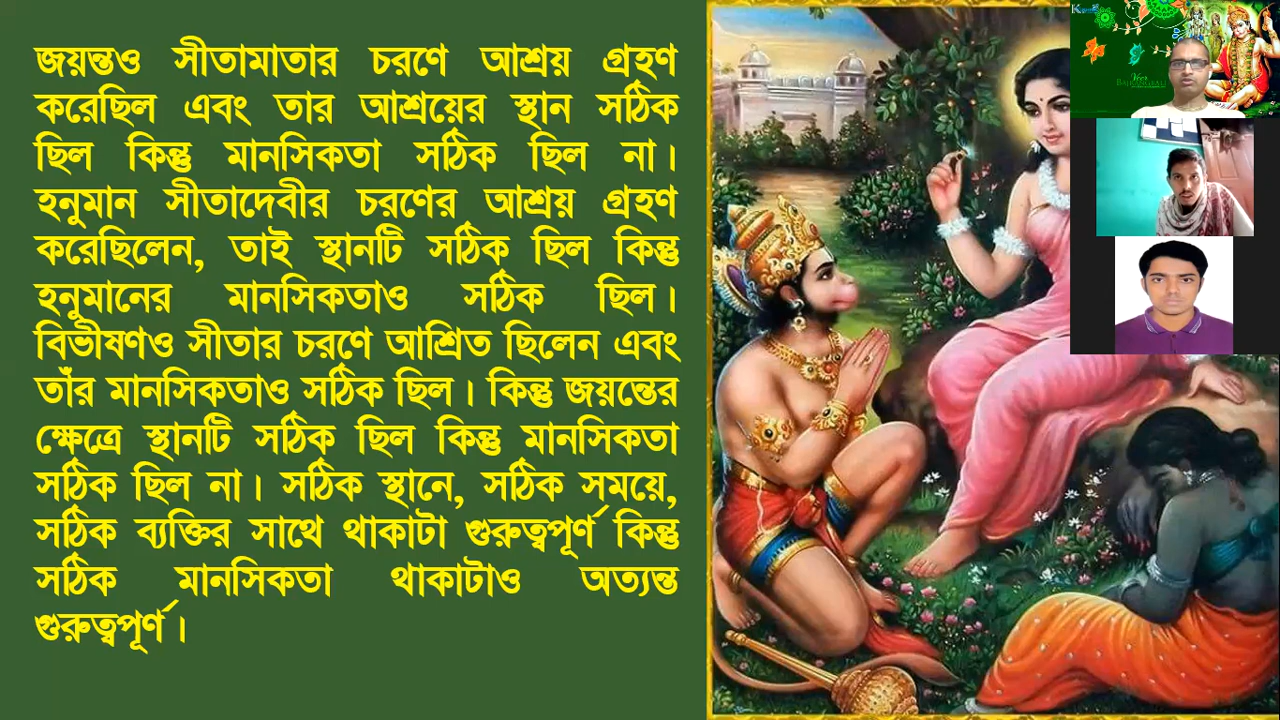 জয়ন্তও সীতামাতার চরণে আশ্রয় গ্রহণ
করেছিল এবং তার আশ্রয়ের স্থান সঠিক
ছিল কিন্তু মানসিকতা সঠিক ছিল না।
হনুমান সীতাদেবীর চরণের আশ্রয় গ্রহণ
করেছিলেন, তাই স্থানটি সঠিক ছিল কিন্তু
হনুমানের মানসিকতাও সঠিক ছিল।
বিভীষণও সীতার চরণে আশ্রিত ছিলেন এবং
তাঁর মানসিকতাও সঠিক ছিল। কিন্তু জয়ন্তের
ক্ষেত্রে স্থানটি সঠিক ছিল কিন্তু মানসিকতা
সঠিক ছিল না। সঠিক স্থানে, সঠিক সময়ে,
সঠিক ব্যক্তির সাথে থাকাটা গুরুত্বপূর্ণ কিন্তু
সঠিক মানসিকতা থাকাটাও অত্যন্ত
গুরুত্বপূর্ণ।
Veer